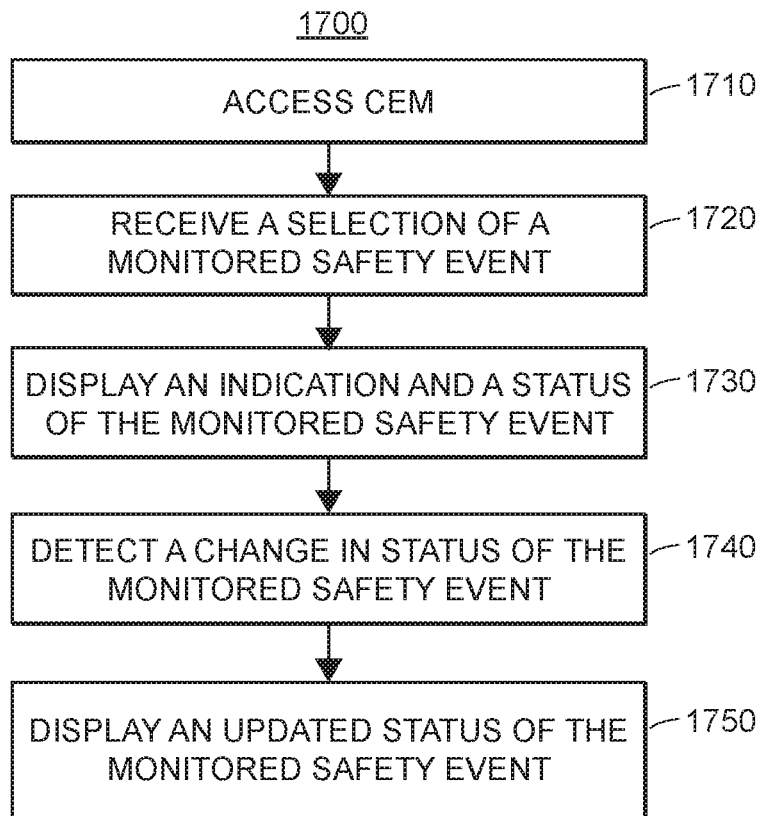 1700
ACCESS CEM
1710
RECEIVE A SELECTION OF A
MONITORED SAFETY EVENT
1720
DISPLAY AN INDICATION AND A STATUS
OF THE MONITORED SAFETY EVENT
1730
DETECT A CHANGE IN STATUS OF THE
MONITORED SAFETY EVENT
1740
DISPLAY AN UPDATED STATUS OF THE
MONITORED SAFETY EVENT
1750